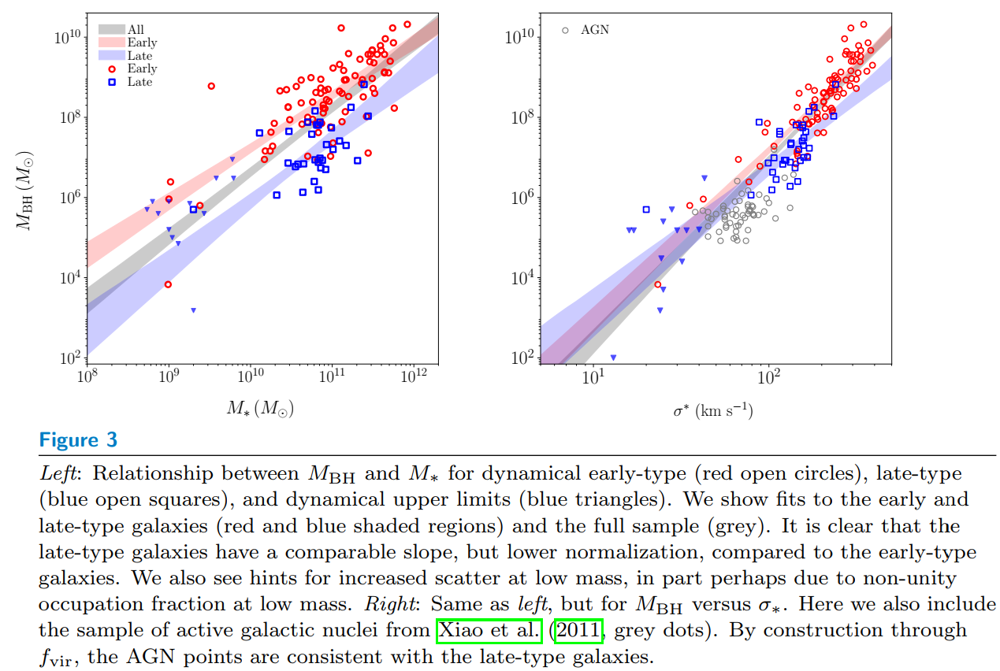 All
Early
Late
Early
Late
10^10
10^8
10^6
10^4
10^2
M_BH (M_⊙)
10^8 10^9 10^10 10^11 10^12
M_* (M_⊙)
AGN
10^10
10^8
10^6
10^4
10^2
10^1 10^2
σ* (km s^−1)
Figure 3
Left: Relationship between M_BH and M_* for dynamical early-type (red open circles), late-type
(blue open squares), and dynamical upper limits (blue triangles). We show fits to the early and
late-type galaxies (red and blue shaded regions) and the full sample (grey). It is clear that the
late-type galaxies have a comparable slope, but lower normalization, compared to the early-type
galaxies. We also see hints for increased scatter at low mass, in part perhaps due to non-unity
occupation fraction at low mass. Right: Same as left, but for M_BH versus σ_*. Here we also include
the sample of active galactic nuclei from Xiao et al. (2011, grey dots). By construction through
f_vir, the AGN points are consistent with the late-type galaxies.